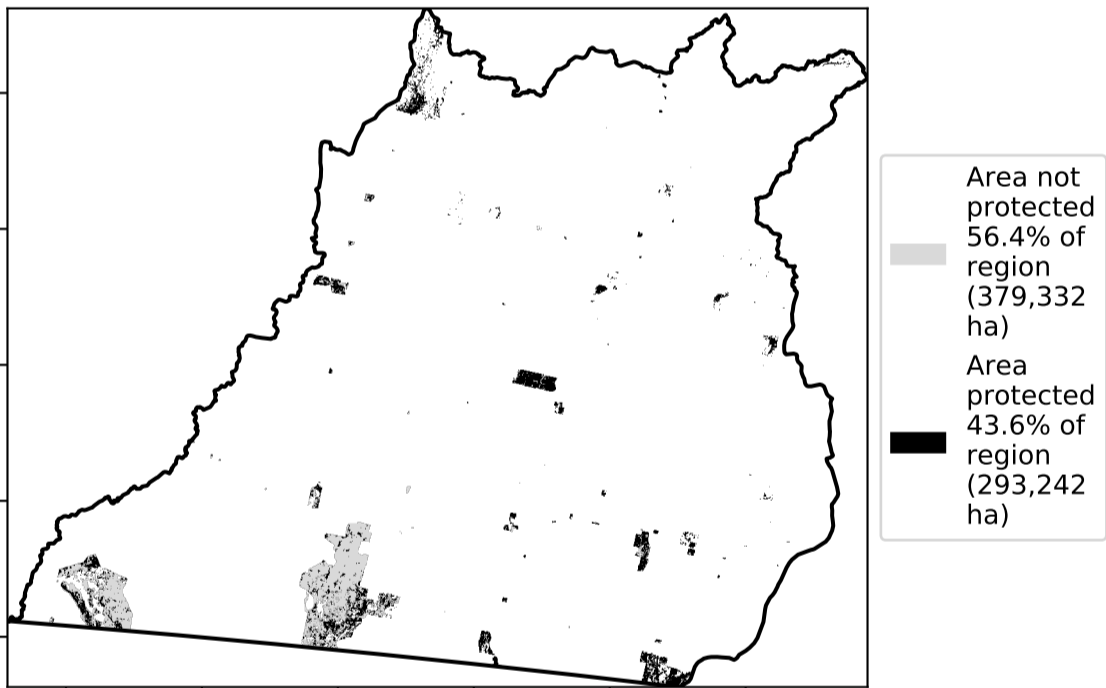 Area not
protected
56.4% of
region
(379,332
ha)
Area
protected
43.6% of
region
(293,242
ha)